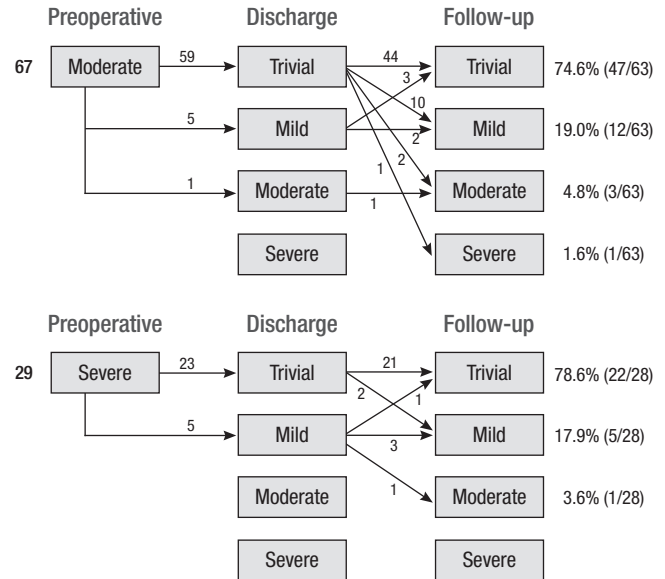 Preoperative Discharge Follow-up
67 Moderate 59 Trivial 44 Trivial 74.6% (47/63)
3
10
5 Mild 2 Mild 19.0% (12/63)
2
1
1 Moderate 1 Moderate 4.8% (3/63)
Severe Severe 1.6% (1/63)
Preoperative Discharge Follow-up
29 Severe 23 Trivial 21 Trivial 78.6% (22/28)
2 1
5 Mild 3 Mild 17.9% (5/28)
1
Moderate Moderate 3.6% (1/28)
Severe Severe